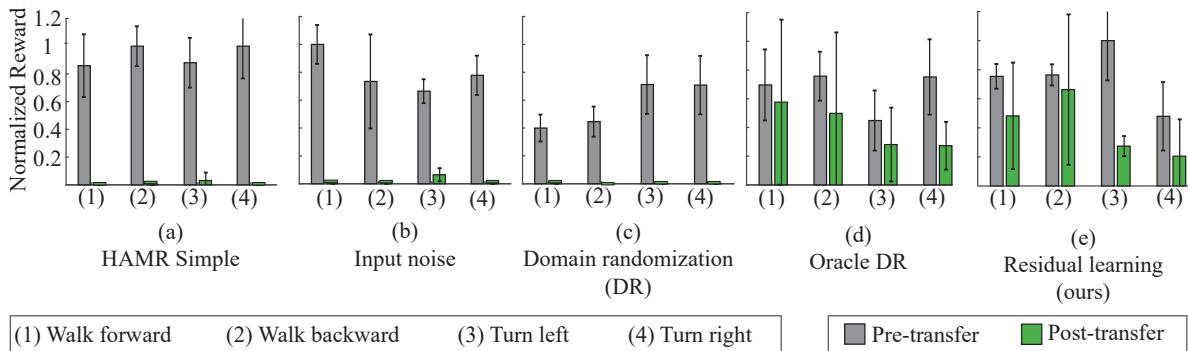 Normalized Reward
1.2
1
0.8
0.6
0.4
0.2
(1) (2) (3) (4)
(1) (2) (3) (4)
(1) (2) (3) (4)
(1) (2) (3) (4)
(1) (2) (3) (4)
(a)
HAMR Simple
(b)
Input noise
(c)
Domain randomization
(DR)
(d)
Oracle DR
(e)
Residual learning
(ours)
(1) Walk forward (2) Walk backward (3) Turn left (4) Turn right
Pre-transfer Post-transfer